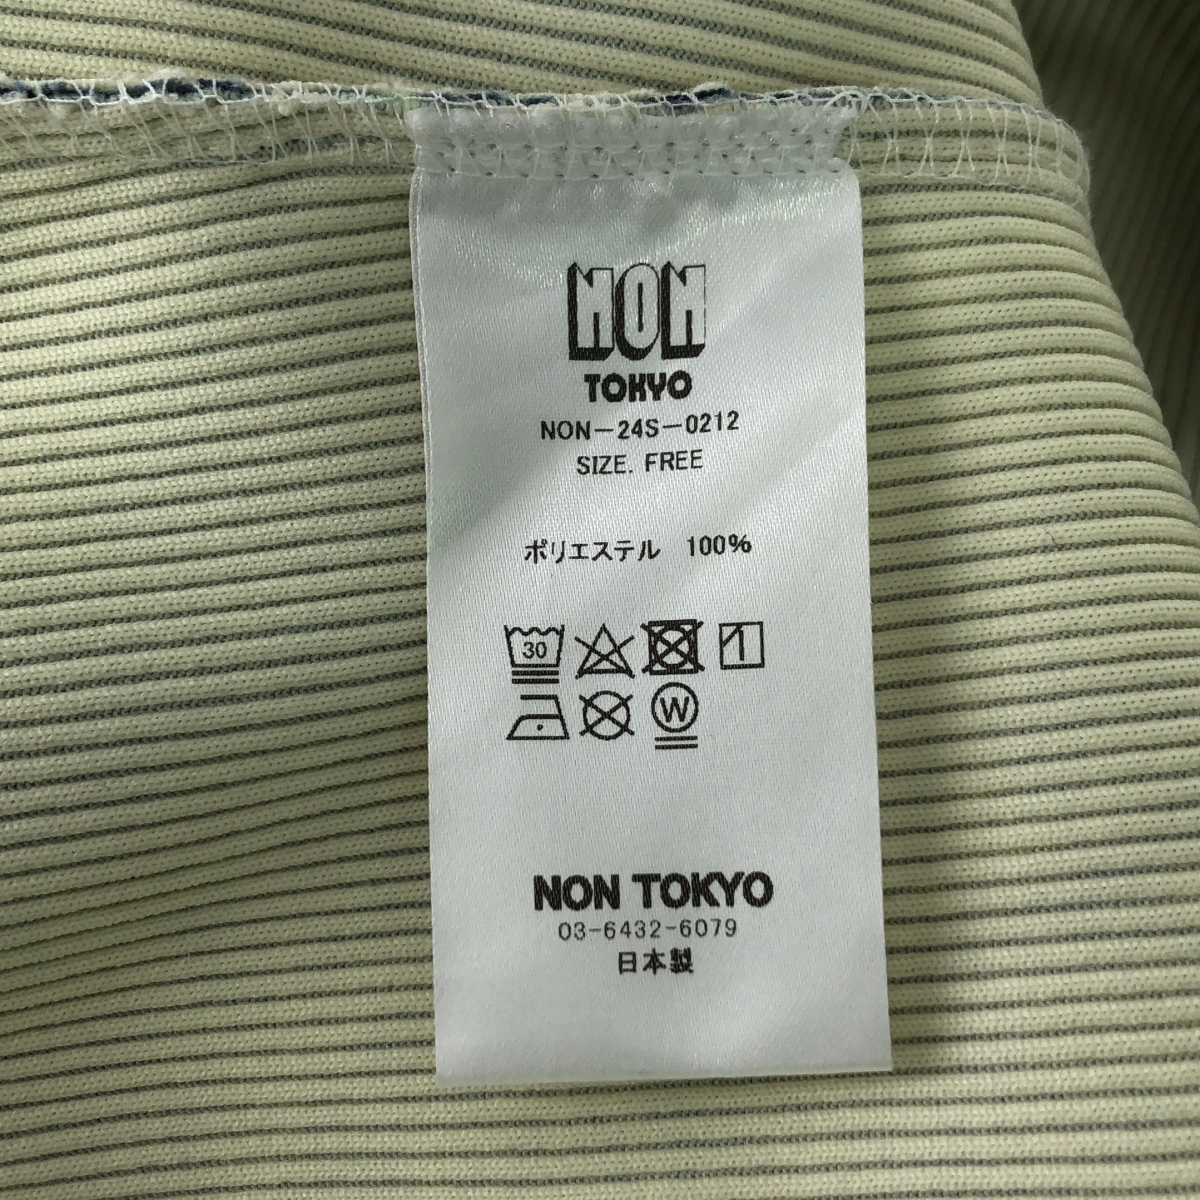 NON
TOKYO
NON-24S-0212
SIZE. FREE
ポリエステル 100%
30
W
NON TOKYO
03-6432-6079
日本製